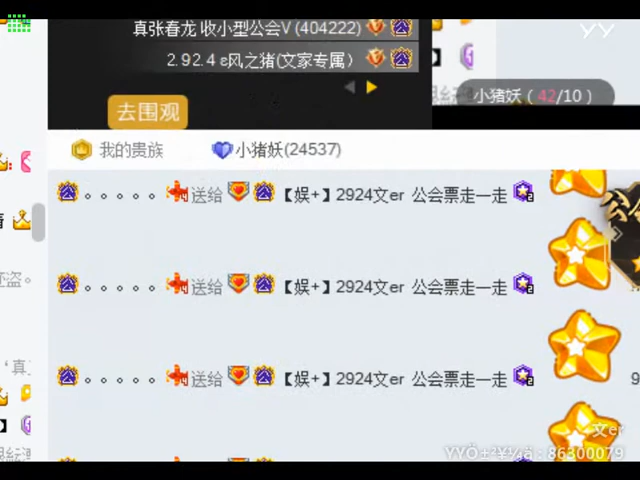 真张春龙 收小型公会V (404222)
2.92.4 ε风之猪(文家专属)
YY
小猪妖 ( 42/10 )
去围观
我的贵族
小猪妖(24537)
。。。。。 送给 【娱+】2924文er 公会票走一走
。。。。。 送给 【娱+】2924文er 公会票走一走
。。。。。 送给 【娱+】2924文er 公会票走一走
文er
: 86300079